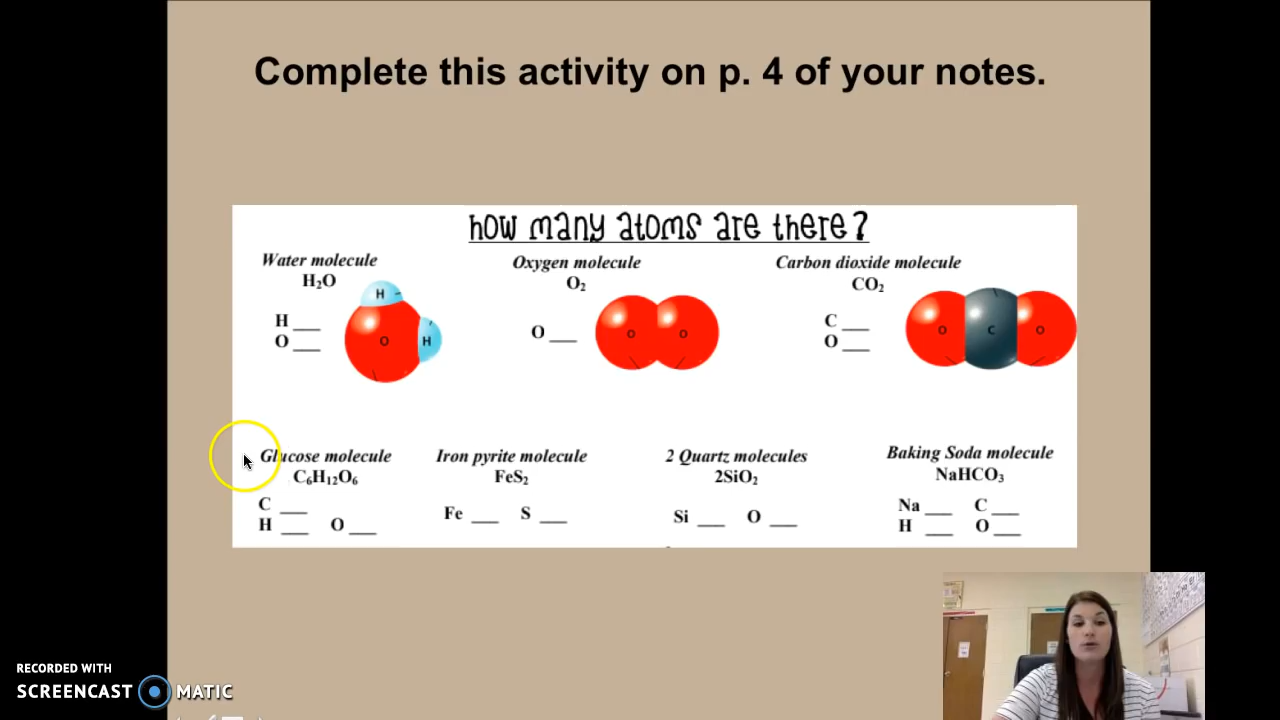 Complete this activity on p. 4 of your notes.
how many atoms are there?
Water molecule
H₂O
H ___
O ___
H
O
H
Oxygen molecule
O₂
O ___
O O
Carbon dioxide molecule
CO₂
C ___
O ___
O C O
Glucose molecule
C₆H₁₂O₆
C ___
H ___ O ___
Iron pyrite molecule
FeS₂
Fe ___ S ___
2 Quartz molecules
2SiO₂
Si ___ O ___
Baking Soda molecule
NaHCO₃
Na ___ C ___
H ___ O ___
RECORDED WITH
SCREENCAST MATIC